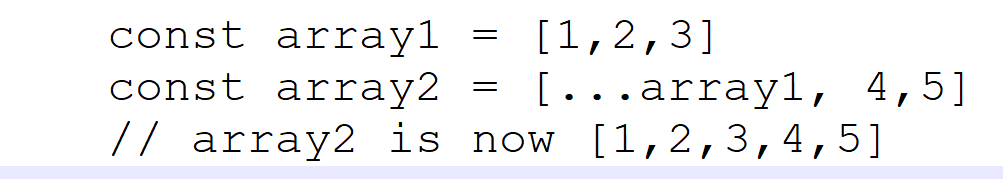 const array1 = [1,2,3]
const array2 = [...array1, 4,5]
// array2 is now [1,2,3,4,5]